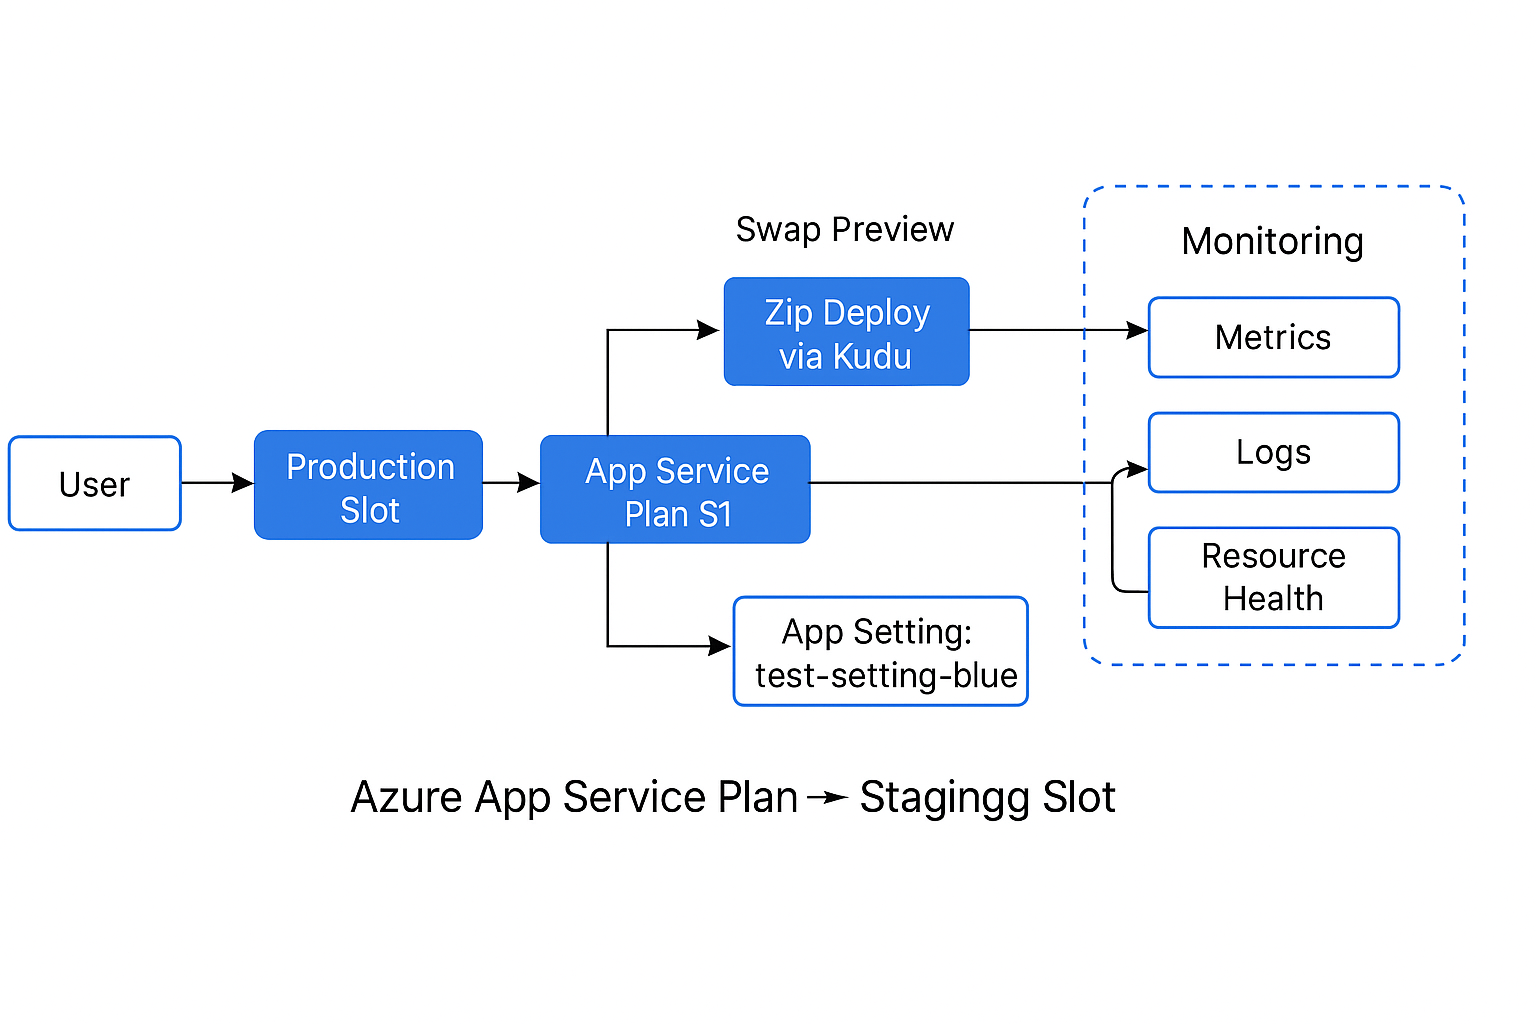 Swap Preview
Monitoring
Zip Deploy
via Kudu
Metrics
Logs
User
Production
Slot
App Service
Plan S1
Resource
Health
App Setting:
test-setting-blue
Azure App Service Plan → Stagingg Slot